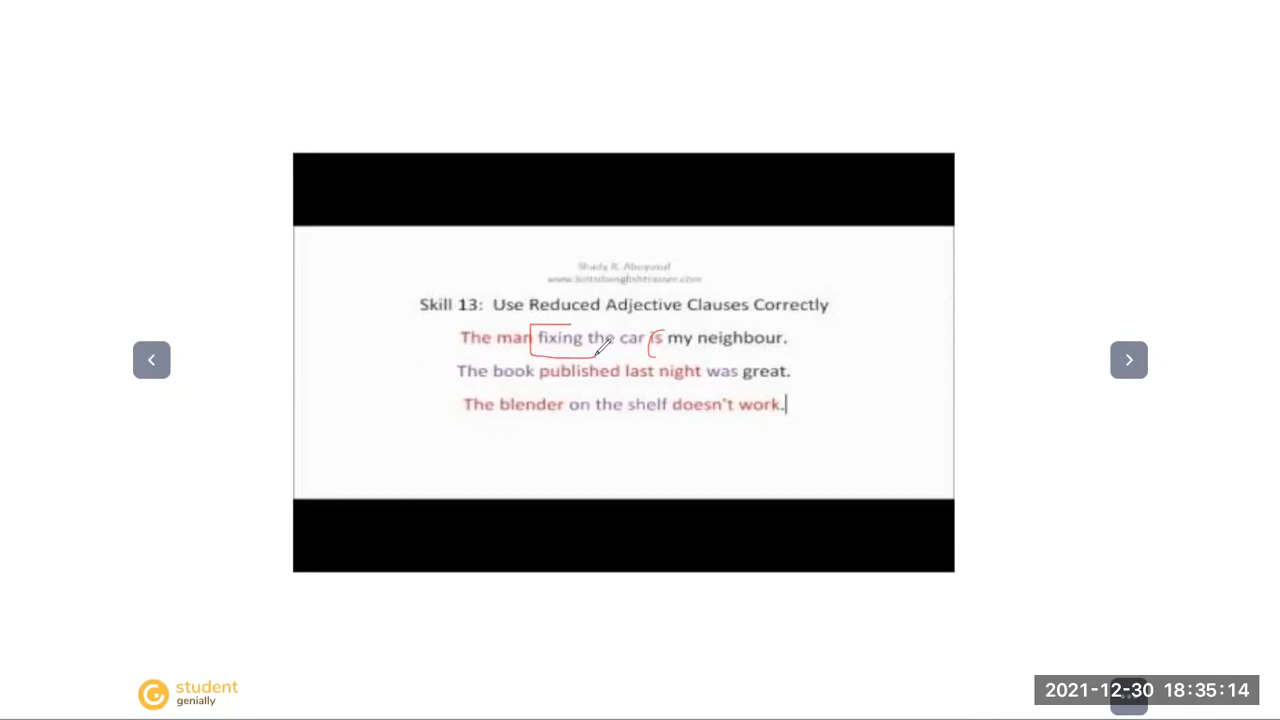 Skill 13: Use Reduced Adjective Clauses Correctly
The man fixing the car is my neighbour.
The book published last night was great.
The blender on the shelf doesn't work.
student
genially
2021-12-30 18:35:14